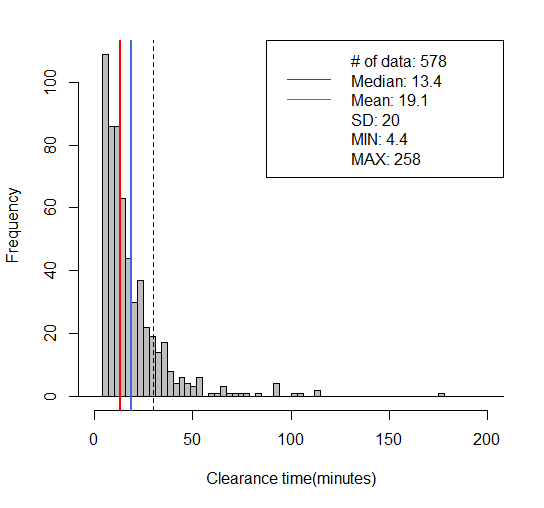 # of data: 578
Median: 13.4
Mean: 19.1
SD: 20
MIN: 4.4
MAX: 258
Frequency
100
80
60
40
20
0
0 50 100 150 200
Clearance time(minutes)